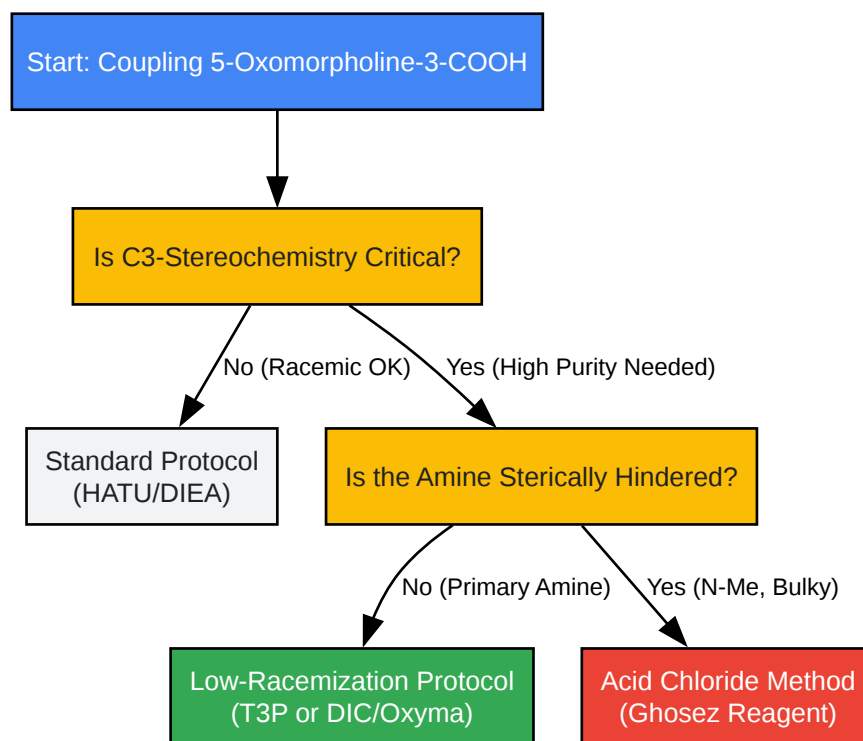 Start: Coupling 5-Oxomorpholine-3-COOH
Is C3-Stereochemistry Critical?
No (Racemic OK)
Yes (High Purity Needed)
Standard Protocol
(HATU/DIEA)
Is the Amine Sterically Hindered?
No (Primary Amine)
Yes (N-Me, Bulky)
Low-Racemization Protocol
(T3P or DIC/Oxyma)
Acid Chloride Method
(Ghosez Reagent)